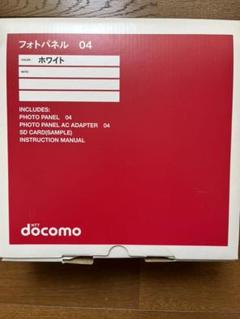 フォトパネル 04
COLOR ホワイト
NOTE
INCLUDES:
PHOTO PANEL 04
PHOTO PANEL AC ADAPTER 04
SD CARD(SAMPLE)
INSTRUCTION MANUAL
NTT
docomo